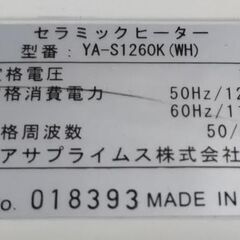 セラミックヒーター
型番: YA-S1260K(WH)
定格電圧
格消費電力 50Hz/12
60Hz/11
格周波数 50/
アサプライムス株式会社
o. 018393 MADE IN